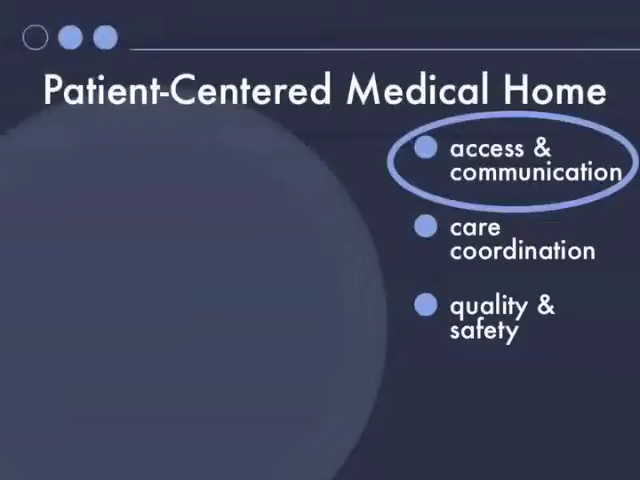 Patient-Centered Medical Home
access &
communication
care
coordination
quality &
safety